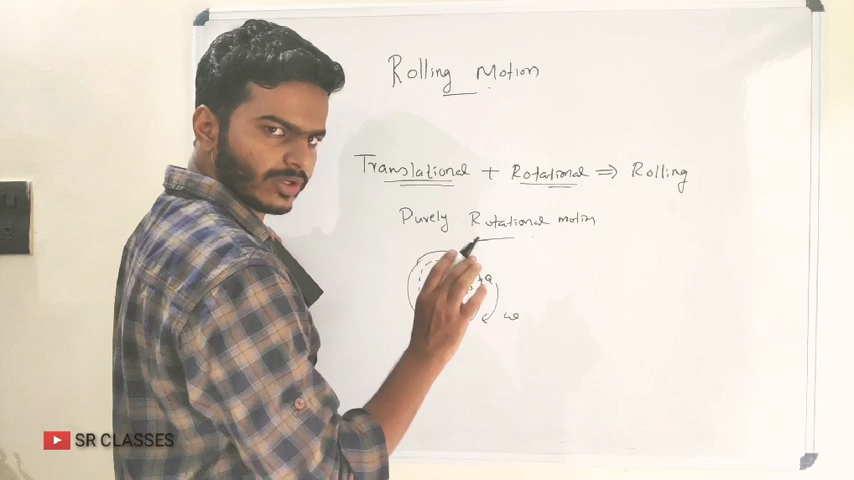 Rolling Motion
Translational + Rotational ⇒ Rolling
Purely Rotational motion
Q
ω
SR CLASSES